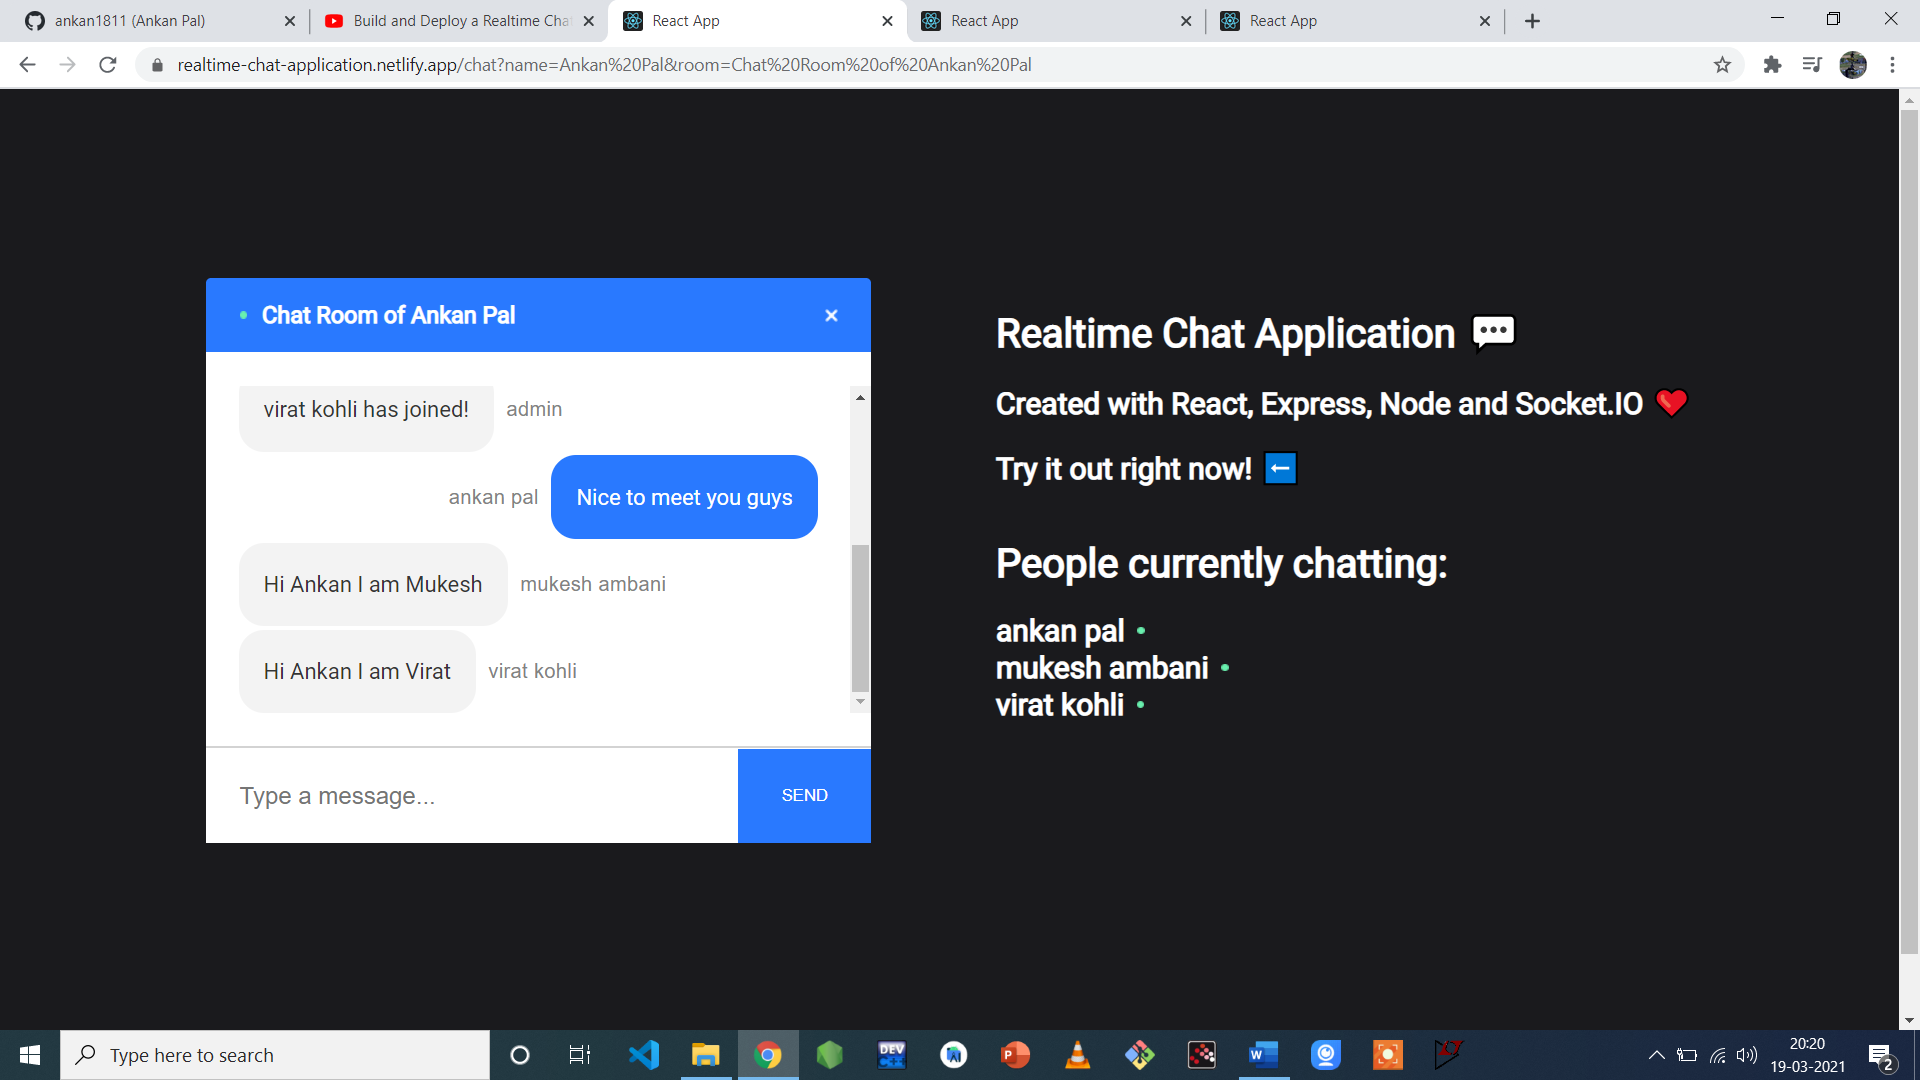 ankan1811 (Ankan Pal)
Build and Deploy a Realtime Chat
React App
React App
React App
realtime-chat-application.netlify.app/chat?name=Ankan%20Pal&room=Chat%20Room%20of%20Ankan%20Pal
Chat Room of Ankan Pal
virat kohli has joined! admin
ankan pal Nice to meet you guys
Hi Ankan I am Mukesh mukesh ambani
Hi Ankan I am Virat virat kohli
Type a message...
SEND
Realtime Chat Application
Created with React, Express, Node and Socket.IO
Try it out right now!
People currently chatting:
ankan pal
mukesh ambani
virat kohli
Type here to search
DEV
C++
P
W
20:20
19-03-2021
2